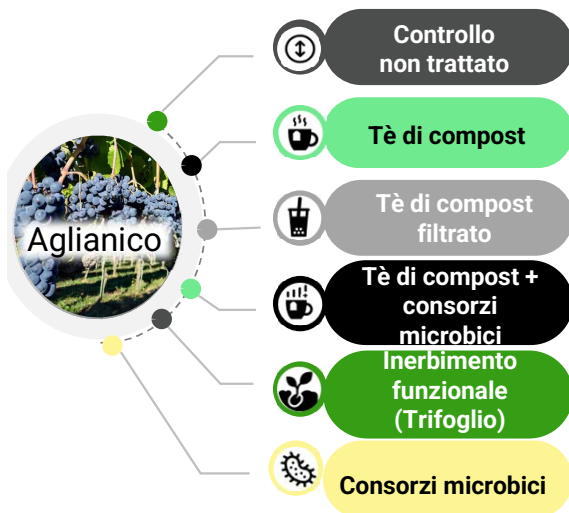 Controllo
non trattato
Tè di compost
Tè di compost
filtrato
Aglianico
Tè di compost +
consorzi
microbici
Inerbimento
funzionale
(Trifoglio)
Consorzi microbici